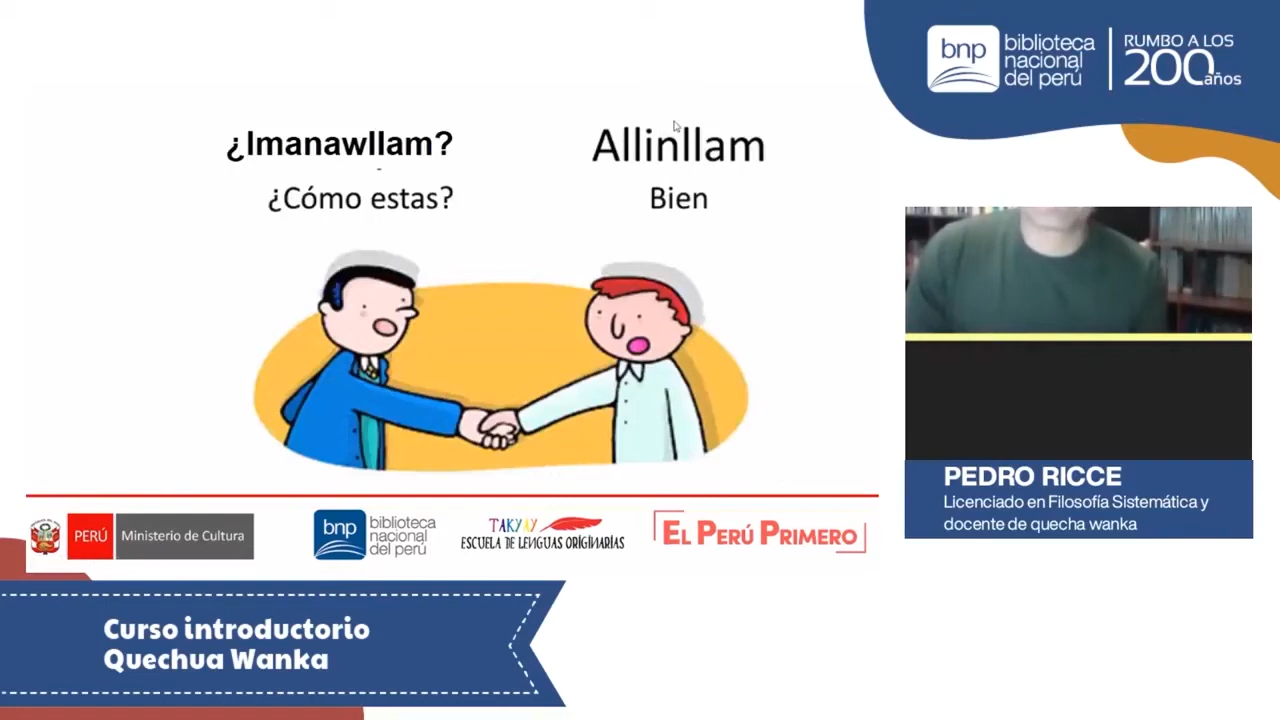 bnp
biblioteca
nacional
del perú
RUMBO A LOS
200
años
¿Imanawllam?
Allinllam
¿Cómo estas?
Bien
PEDRO RICCE
Licenciado en Filosofía Sistemática y
docente de quecha wanka
PERÚ
Ministerio de Cultura
bnp
biblioteca
nacional
del perú
TAKYAY
ESCUELA DE LENGUAS ORIGINARIAS
EL PERÚ PRIMERO
Curso introductorio
Quechua Wanka